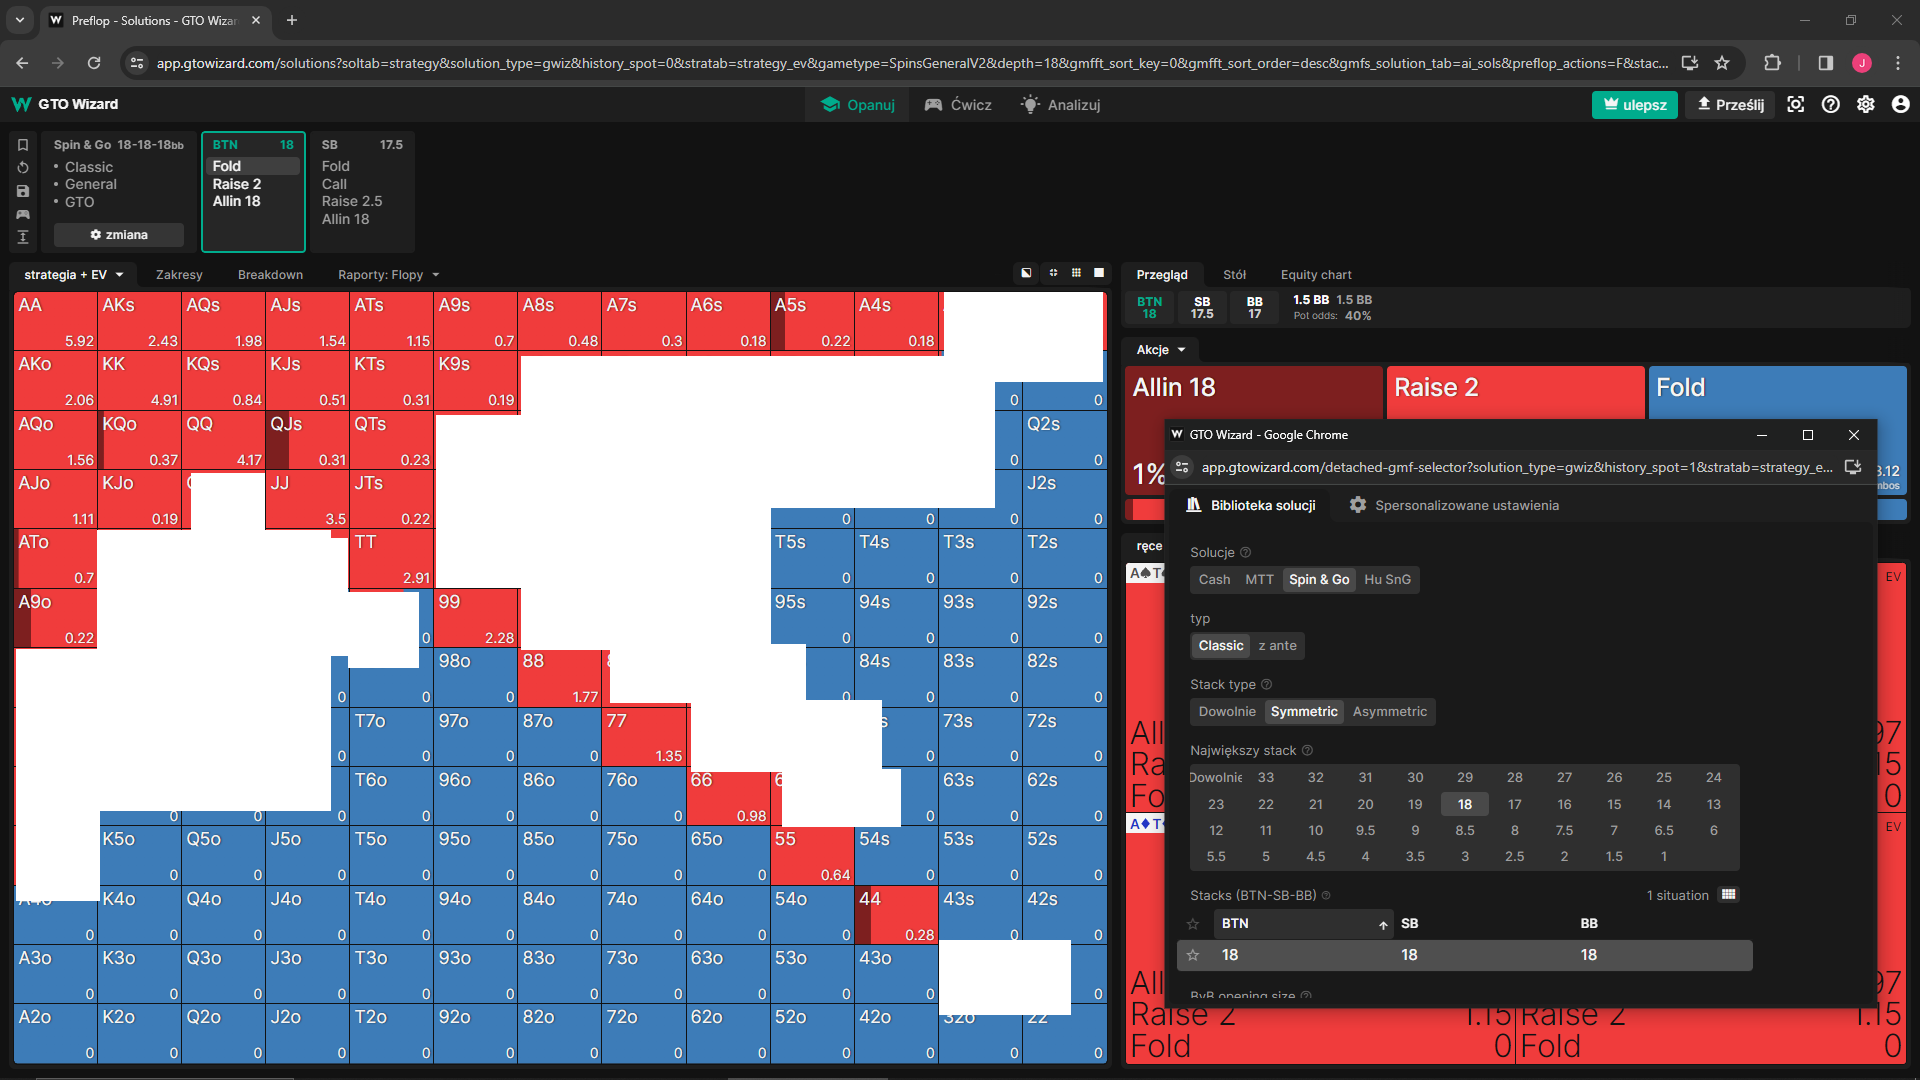 Preflop - Solutions - GTO Wizar
app.gtowizard.com/solutions?soltab=strategy&solution_type=gwiz&history_spot=0&stratab=strategy_ev&gametype=SpinsGeneralV2&depth=18&gmfft_sort_key=0&gmfft_sort_order=desc&gmfs_solution_tab=ai_sols&preflop_actions=F&stac...
J
GTO Wizard
Opanuj
Ćwicz
Analizuj
ulepsz
Prześlij
Spin & Go 18-18-18bb
• Classic
• General
• GTO
zmiana
BTN 18
Fold
Raise 2
Allin 18
SB 17.5
Fold
Call
Raise 2.5
Allin 18
strategia + EV
Zakresy
Breakdown
Raporty: Flopy
AA AKs AQs AJs ATs A9s A8s A7s A6s A5s A4s
5.92 2.43 1.98 1.54 1.15 0.7 0.48 0.3 0.18 0.22 0.18
AKo KK KQs KJs KTs K9s
2.06 4.91 0.84 0.51 0.31 0.19 0 0
AQo KQo QQ QJs QTs Q2s
1.56 0.37 4.17 0.31 0.23 0 0
AJo KJo JJ JTs J2s
1.11 0.19 3.5 0.22 0 0 0 0
ATo TT T5s T4s T3s T2s
0.7 2.91 0 0 0 0
A9o 99 95s 94s 93s 92s
0.22 0 2.28 0 0 0 0
98o 88 84s 83s 82s
0 0 0 1.77 0 0 0 0
T7o 97o 87o 77 73s 72s
0 0 0 0 1.35 0 0 0
T6o 96o 86o 76o 66 63s 62s
0 0 0 0 0 0 0 0.98 0 0 0
K5o Q5o J5o T5o 95o 85o 75o 65o 55 54s 53s 52s
0 0 0 0 0 0 0 0 0.64 0 0 0
K4o Q4o J4o T4o 94o 84o 74o 64o 54o 44 43s 42s
0 0 0 0 0 0 0 0 0 0 0.28 0 0
A3o K3o Q3o J3o T3o 93o 83o 73o 63o 53o 43o
0 0 0 0 0 0 0 0 0 0 0 0
A2o K2o Q2o J2o T2o 92o 82o 72o 62o 52o 42o 32o 22
0 0 0 0 0 0 0 0 0 0 0 0 0
Przegląd
Stół
Equity chart
BTN 18
SB 17.5
BB 17
1.5 BB 1.5 BB
Pot odds: 40%
Akcje
Allin 18
Raise 2
Fold
1%
ręce
GTO Wizard - Google Chrome
app.gtowizard.com/detached-gmf-selector?solution_type=gwiz&history_spot=1&stratab=strategy_e...
Biblioteka solucji
Spersonalizowane ustawienia
Solucje
Cash MTT Spin & Go Hu SnG
typ
Classic z ante
Stack type
Dowolnie Symmetric Asymmetric
Największy stack
Dowolnie 33 32 31 30 29 28 27 26 25 24
23 22 21 20 19 18 17 16 15 14 13
12 11 10 9.5 9 8.5 8 7.5 7 6.5 6
5.5 5 4.5 4 3.5 3 2.5 2 1.5 1
Stacks (BTN-SB-BB)
1 situation
BTN SB BB
18 18 18
BvB opening size
EV
EV
Raise 2 1.15 Raise 2 1.15
Fold 0 Fold 0